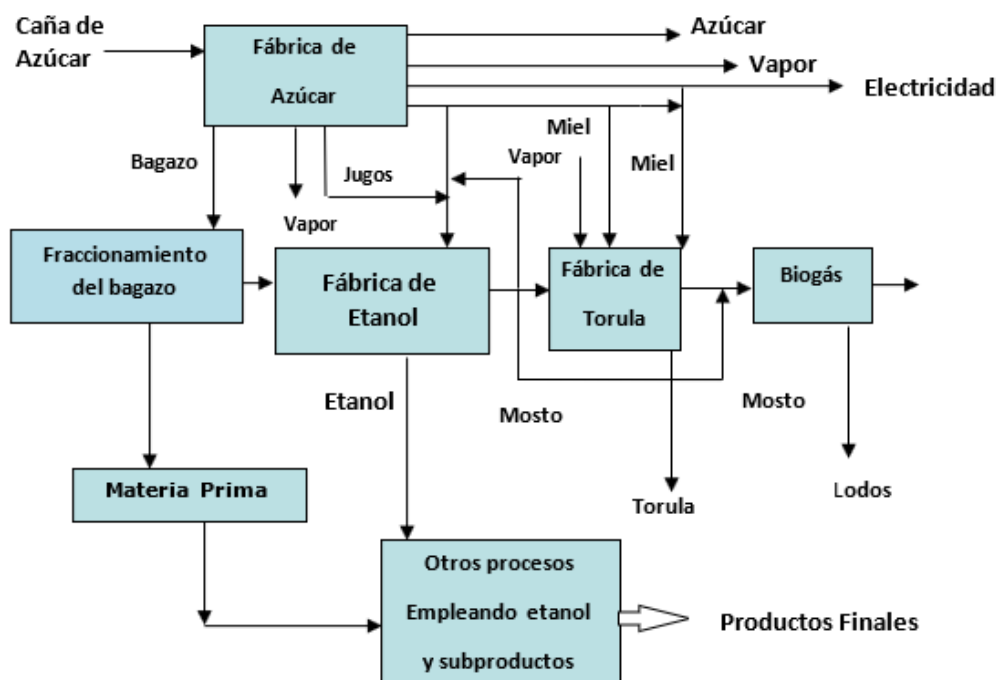 Caña de
Azúcar
Fábrica de
Azúcar
Azúcar
Vapor
Electricidad
Bagazo
Vapor
Jugos
Miel
Vapor
Miel
Fraccionamiento
del bagazo
Fábrica de
Etanol
Fábrica de
Torula
Biogás
Etanol
Mosto
Mosto
Materia Prima
Torula
Lodos
Otros procesos
Empleando etanol
y subproductos
Productos Finales